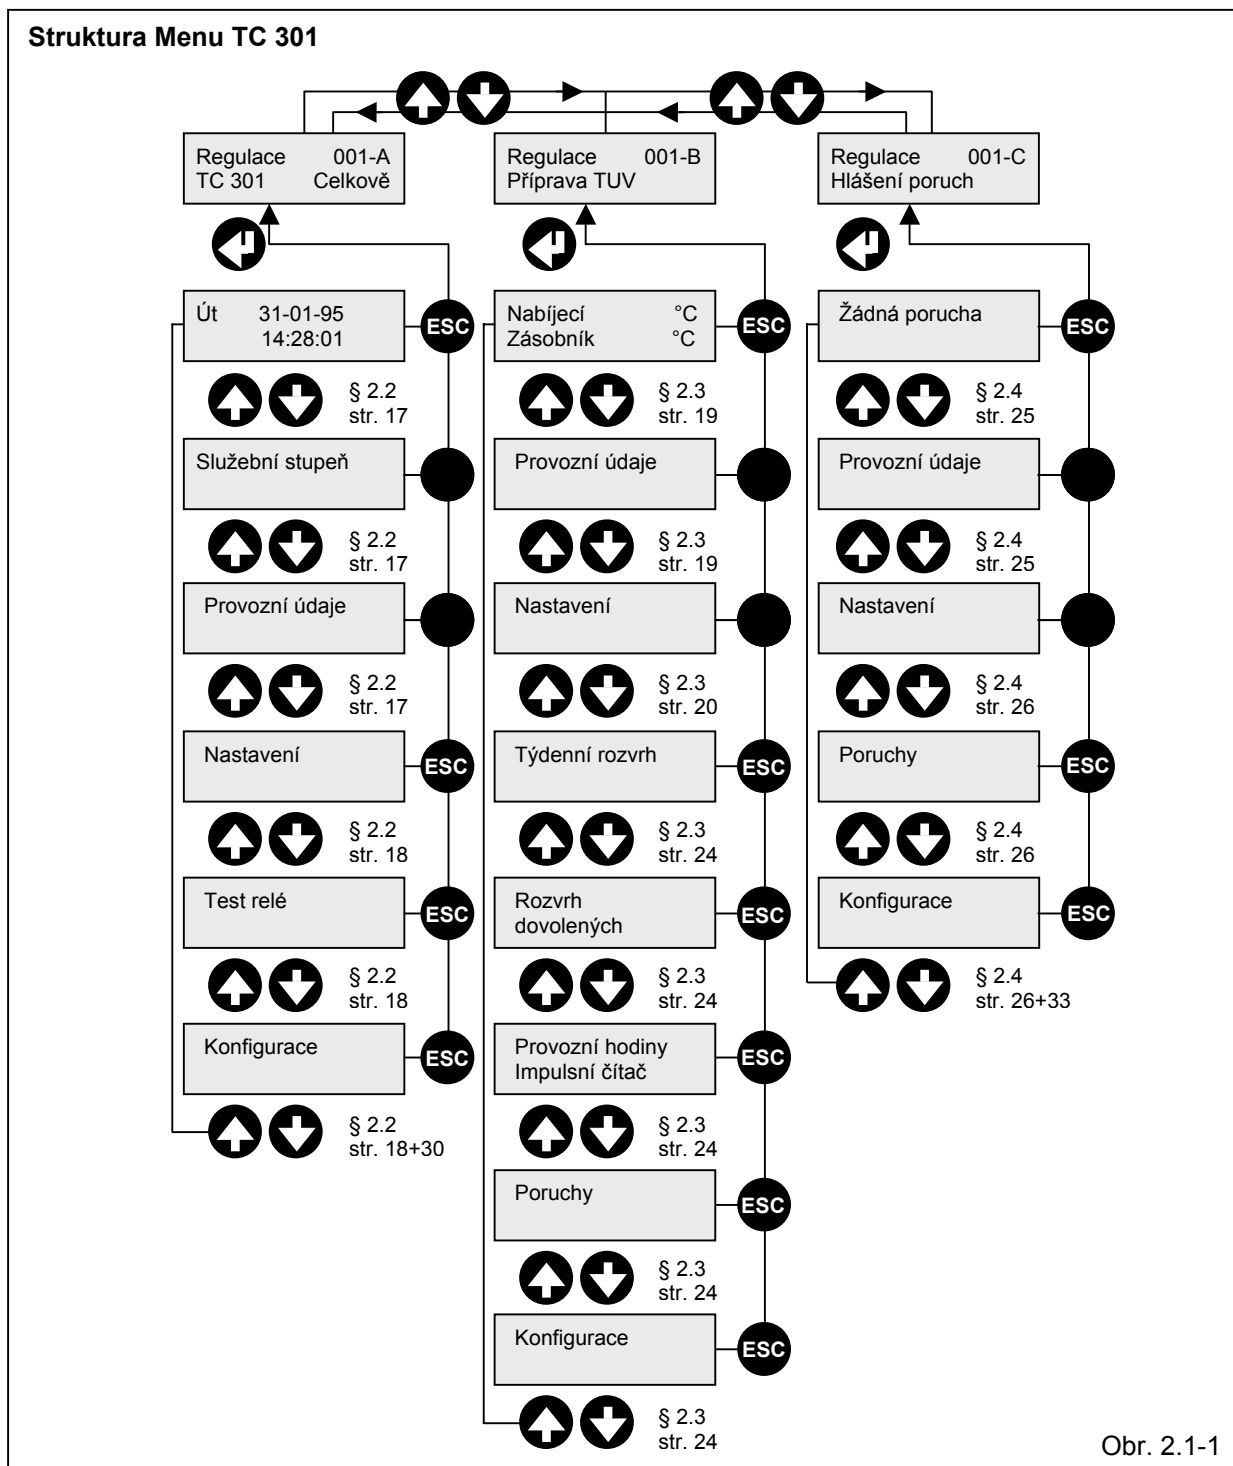 Struktura Menu TC 301
Regulace 001-A
TC 301 Celkově
Regulace 001-B
Příprava TUV
Regulace 001-C
Hlášení poruch
Út 31-01-95
14:28:01
ESC
Nabíjecí °C
Zásobník °C
ESC
Žádná porucha
ESC
§ 2.2
str. 17
§ 2.3
str. 19
§ 2.4
str. 25
Služební stupeň
Provozní údaje
Provozní údaje
§ 2.2
str. 17
§ 2.3
str. 19
§ 2.4
str. 25
Provozní údaje
Nastavení
Nastavení
§ 2.2
str. 17
§ 2.3
str. 20
§ 2.4
str. 26
Nastavení
ESC
Týdenní rozvrh
ESC
Poruchy
ESC
§ 2.2
str. 18
§ 2.3
str. 24
§ 2.4
str. 26
Test relé
ESC
Rozvrh
dovolených
ESC
Konfigurace
ESC
§ 2.2
str. 18
§ 2.3
str. 24
§ 2.4
str. 26+33
Konfigurace
ESC
Provozní hodiny
Impulsní čítač
ESC
§ 2.2
str. 18+30
§ 2.3
str. 24
Poruchy
ESC
§ 2.3
str. 24
Konfigurace
ESC
§ 2.3
str. 24
Obr. 2.1-1